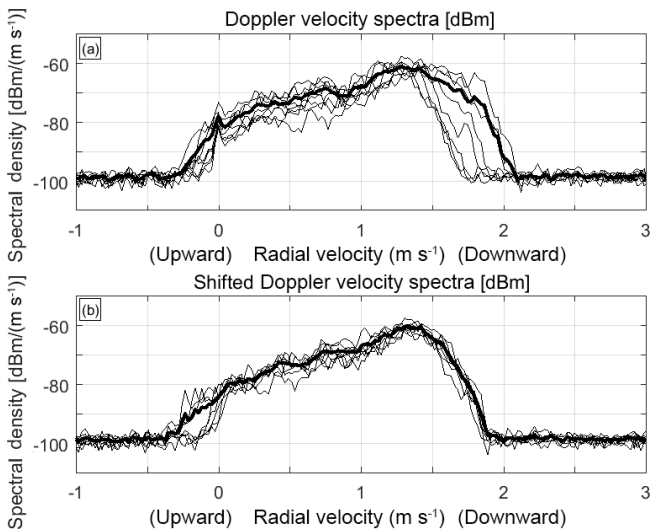 Doppler velocity spectra [dBm]
(a)
Spectral density [dBm/(m s-1)]
-60
-80
-100
-1 0 1 2 3
(Upward) Radial velocity (m s-1) (Downward)
Shifted Doppler velocity spectra [dBm]
(b)
Spectral density [dBm/(m s-1)]
-60
-80
-100
-1 0 1 2 3
(Upward) Radial velocity (m s-1) (Downward)